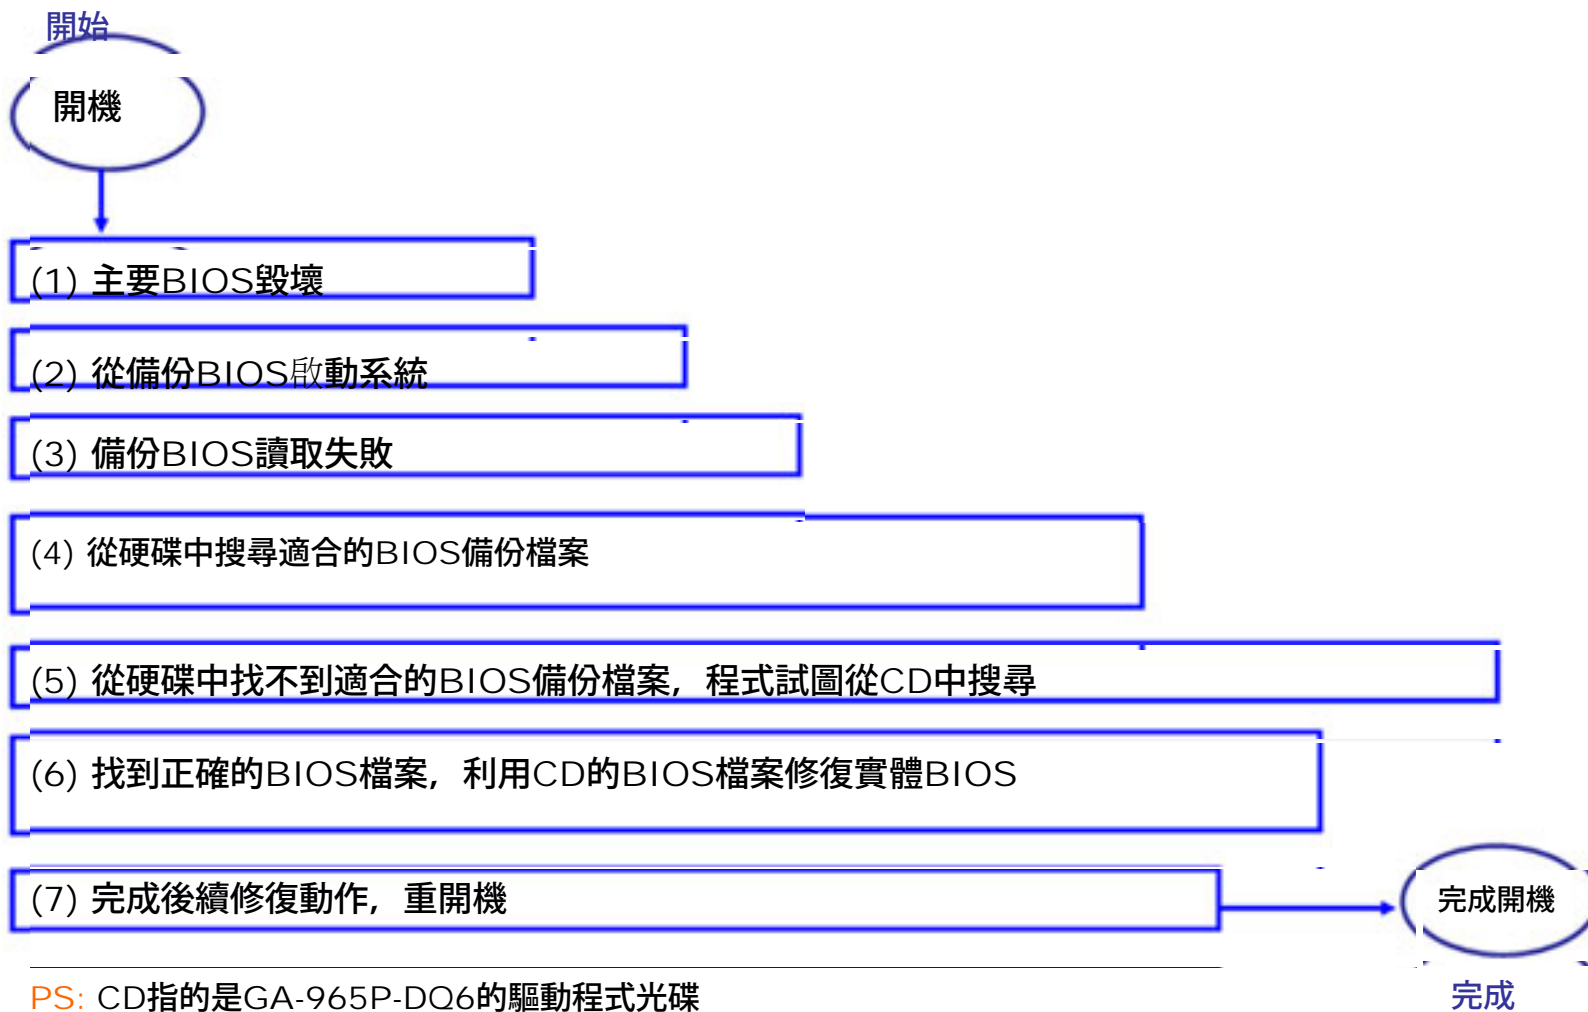 開始
開機
(1) 主要BIOS毀壞
(2) 從備份BIOS啟動系統
(3) 備份BIOS讀取失敗
(4) 從硬碟中搜尋適合的BIOS備份檔案
(5) 從硬碟中找不到適合的BIOS備份檔案，程式試圖從CD中搜尋
(6) 找到正確的BIOS檔案，利用CD的BIOS檔案修復實體BIOS
(7) 完成後續修復動作，重開機
完成開機
完成
PS: CD指的是GA-965P-DQ6的驅動程式光碟